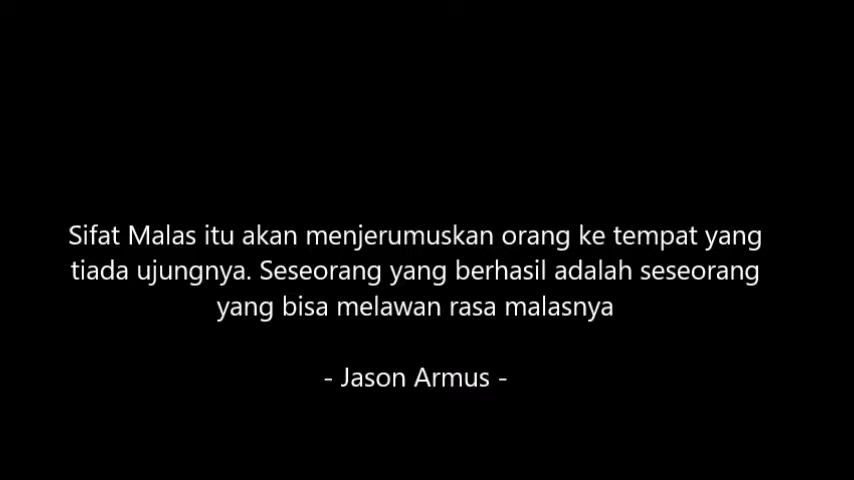 Sifat Malas itu akan menjerumuskan orang ke tempat yang
tiada ujungnya. Seseorang yang berhasil adalah seseorang
yang bisa melawan rasa malasnya
- Jason Armus -